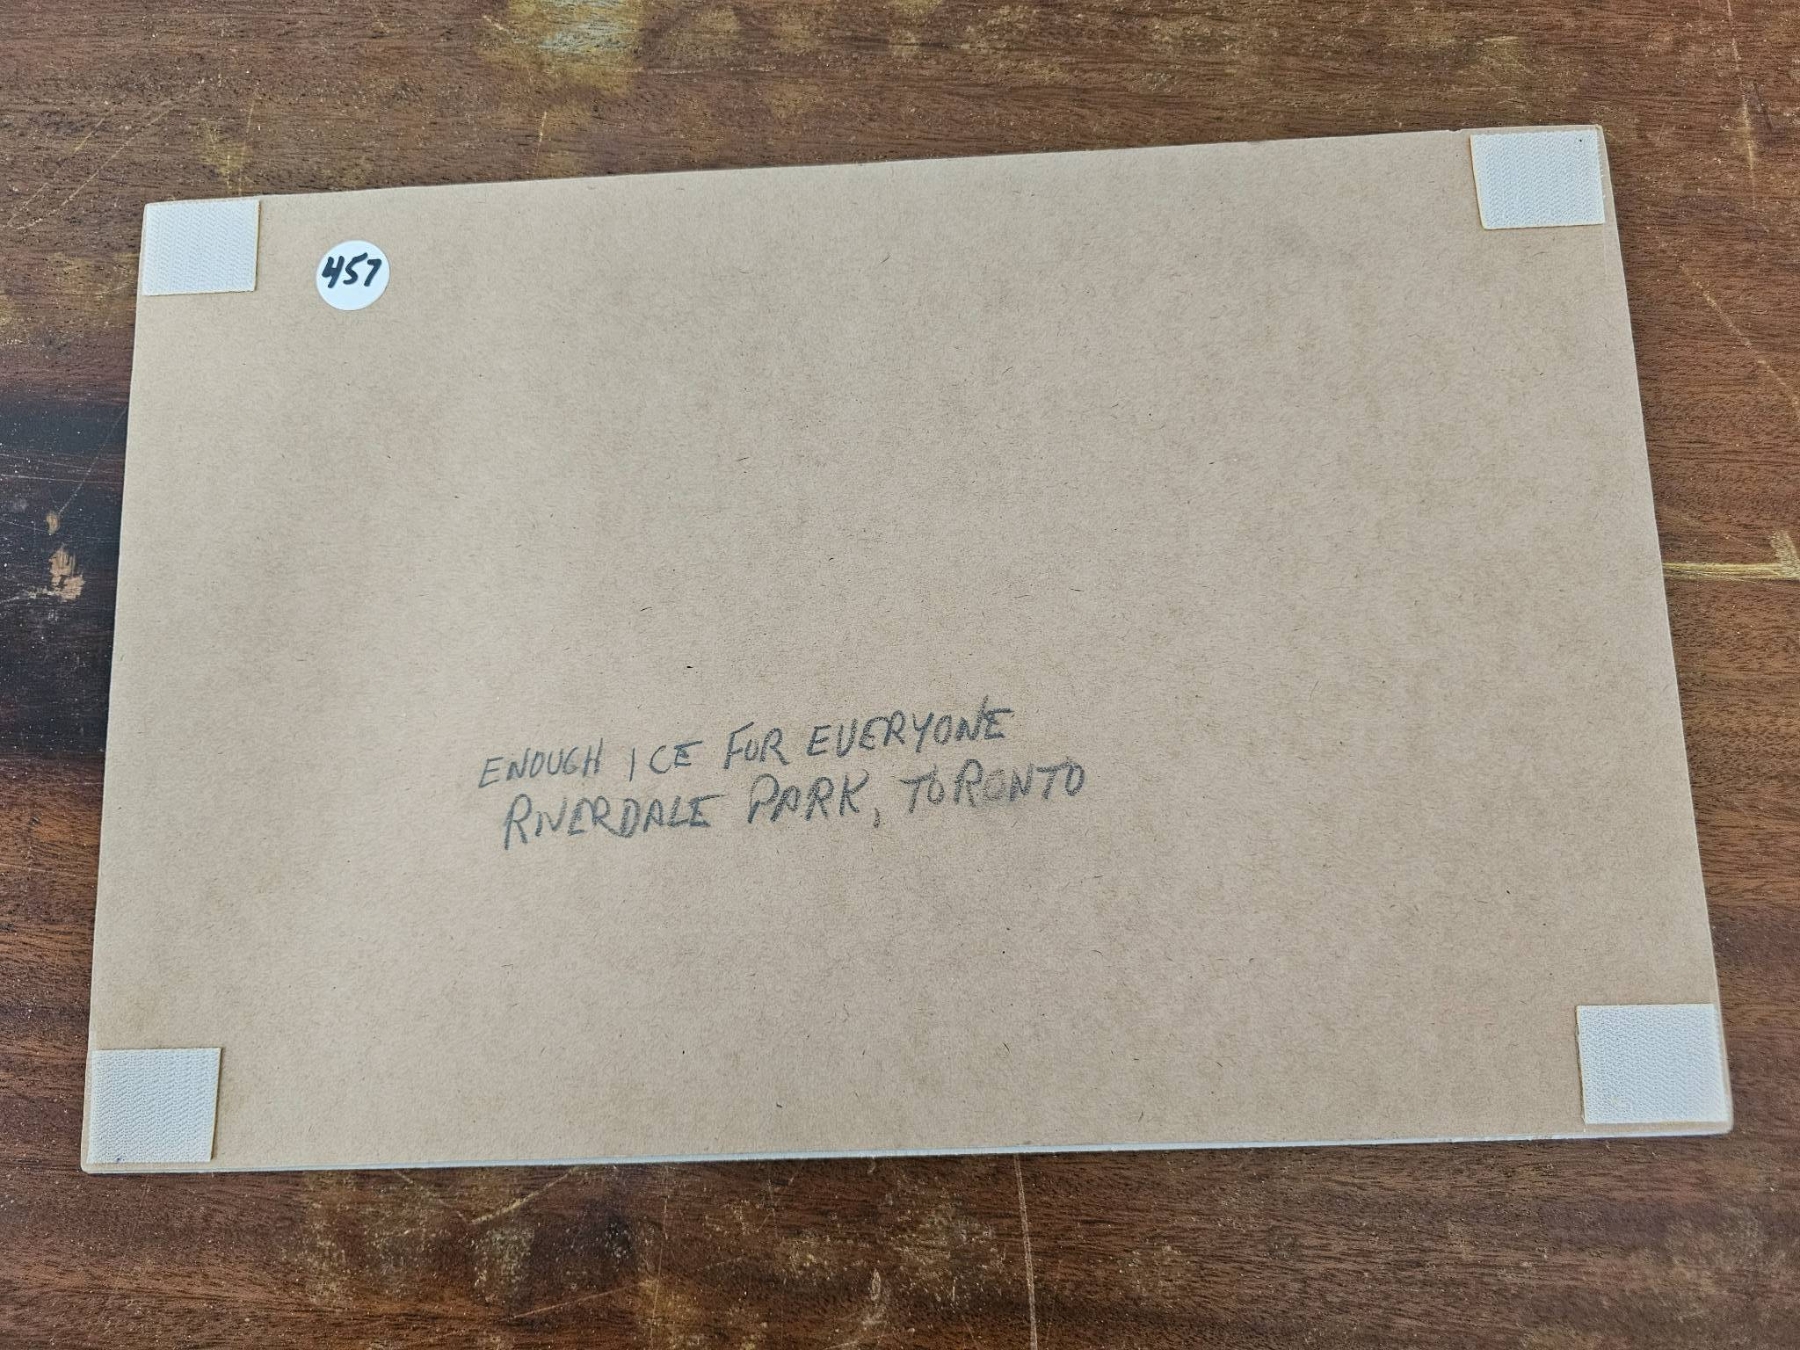 457
ENOUGH ICE FOR EVERYONE
RIVERDALE PARK, TORONTO